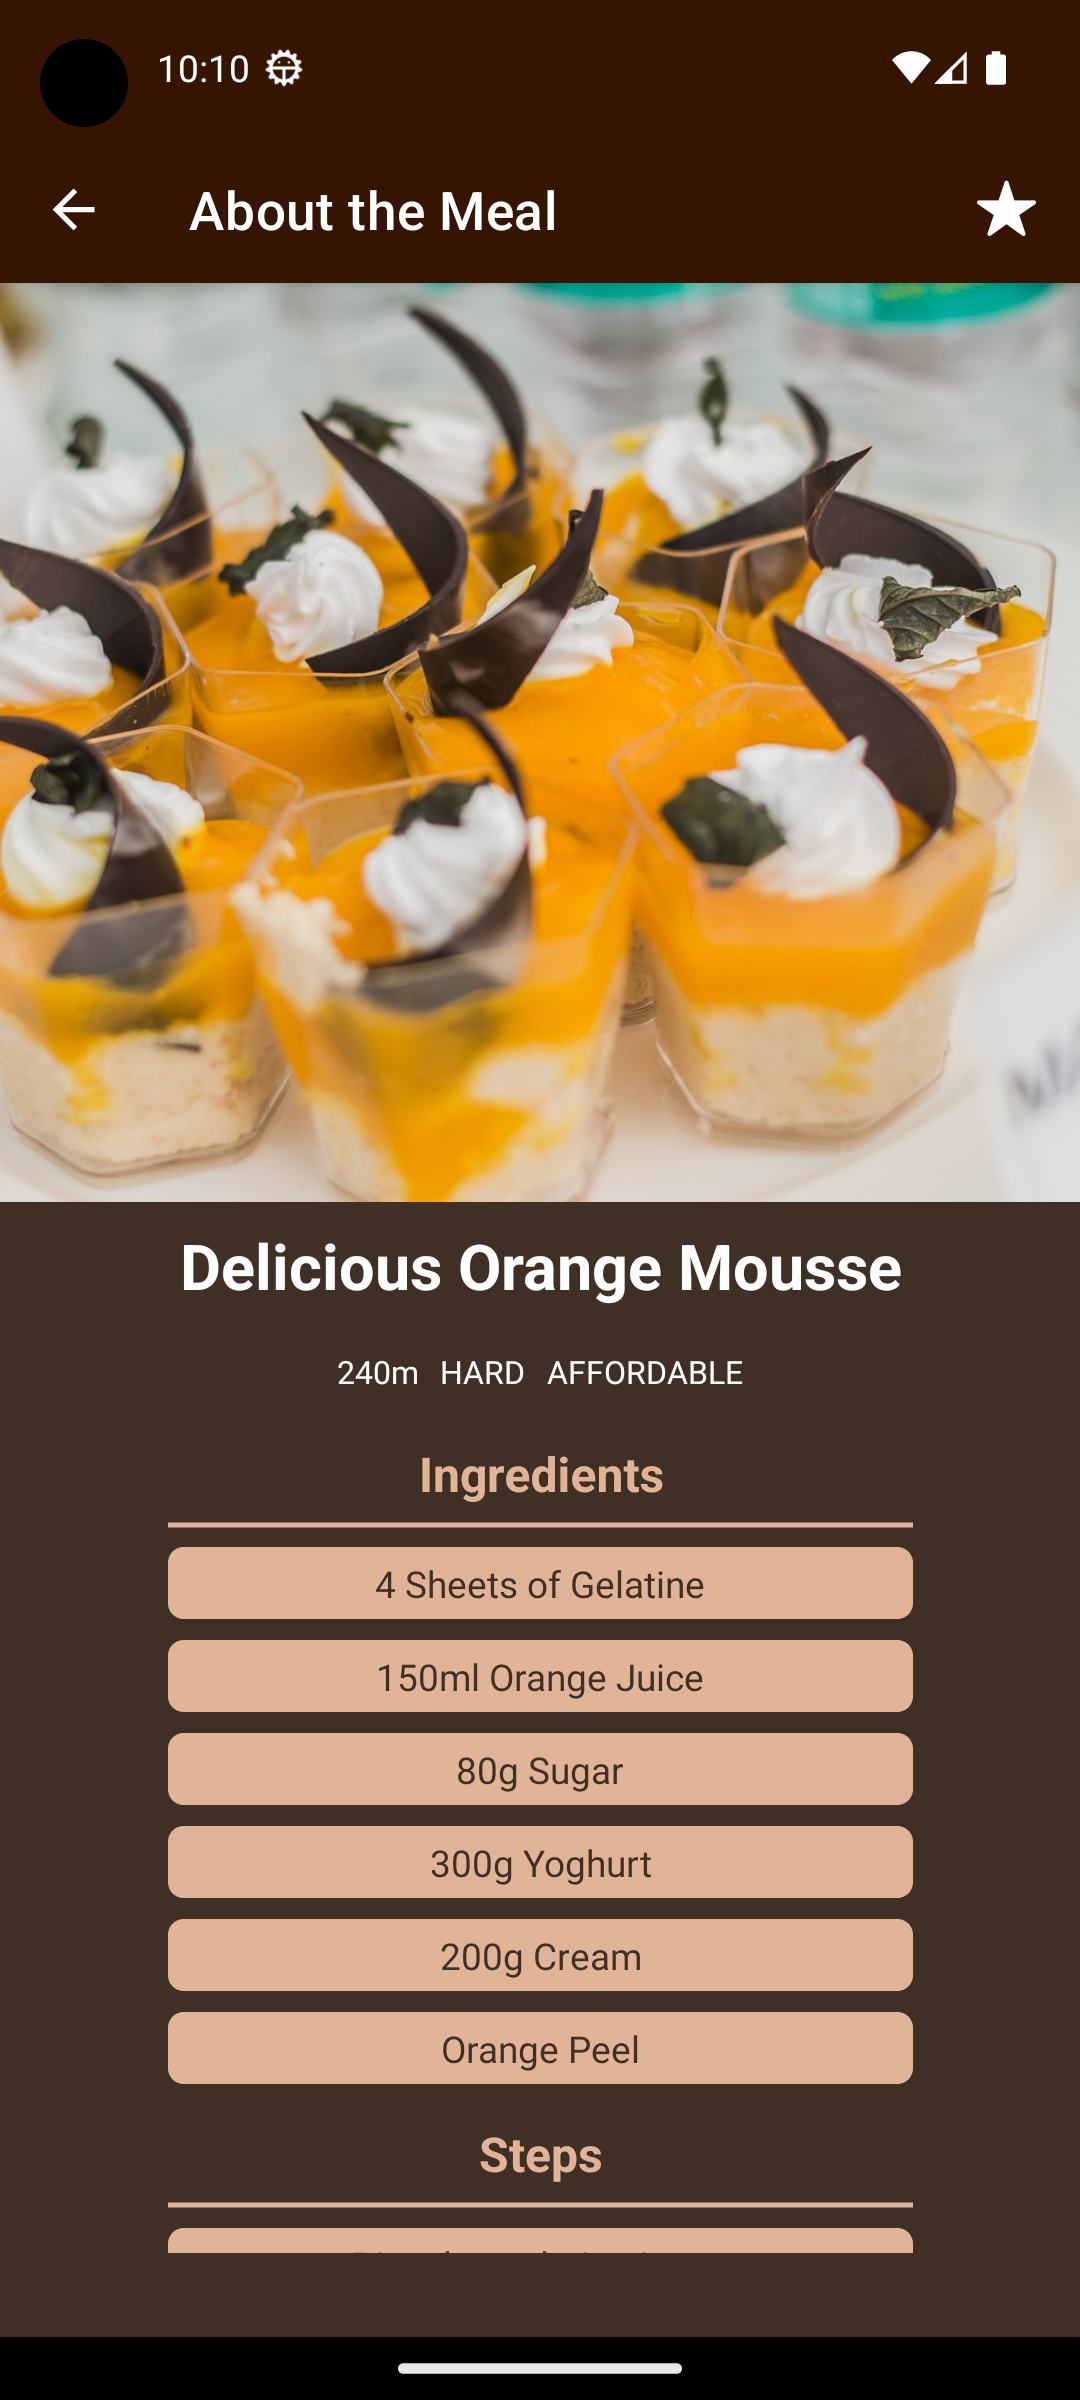 10:10
About the Meal
Delicious Orange Mousse
240m HARD AFFORDABLE
Ingredients
4 Sheets of Gelatine
150ml Orange Juice
80g Sugar
300g Yoghurt
200g Cream
Orange Peel
Steps